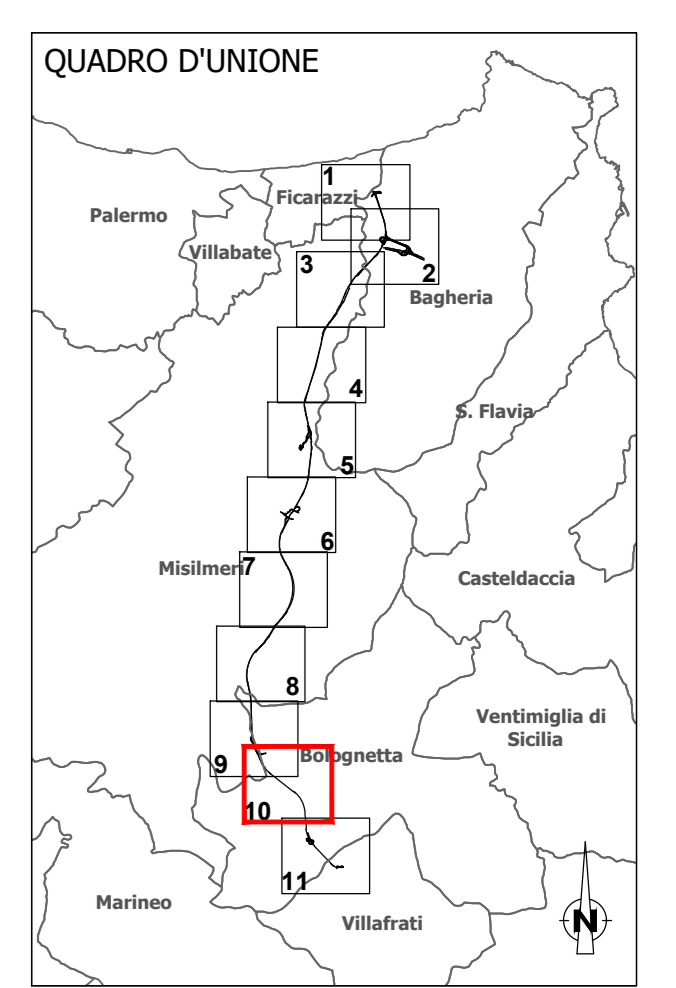 QUADRO D'UNIONE
1
Ficarazzi
Palermo
Villabate
3
2
Bagheria
4
S. Flavia
5
6
Misilmeri
7
Casteldaccia
8
Ventimiglia di
Sicilia
Bolognetta
9
10
11
Marineo
Villafrati
N